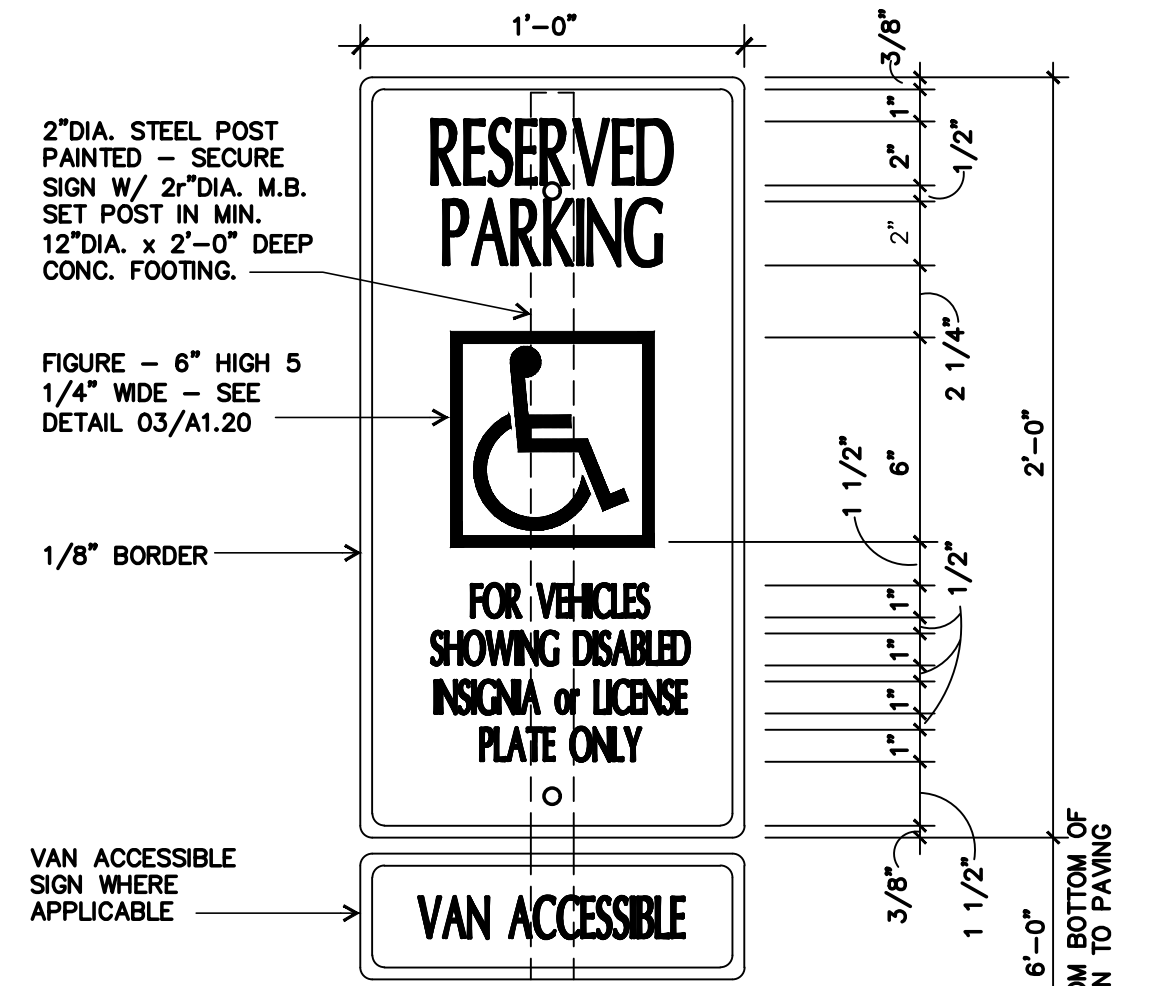 1'-0"
2"DIA. STEEL POST
PAINTED – SECURE
SIGN W/ 2r"DIA. M.B.
SET POST IN MIN.
12"DIA. x 2'-0" DEEP
CONC. FOOTING.
FIGURE – 6" HIGH 5
1/4" WIDE – SEE
DETAIL 03/A1.20
1/8" BORDER
VAN ACCESSIBLE
SIGN WHERE
APPLICABLE
RESERVED
PARKING
FOR VEHICLES
SHOWING DISABLED
INSIGNIA or LICENSE
PLATE ONLY
VAN ACCESSIBLE
3/8"
1"
2"
1/2"
2"
2 1/4"
6"
1 1/2"
1/2"
1"
1"
1"
1"
3/8"
1 1/2"
2'-0"
6'-0"
BOTTOM OF
TO PAVING